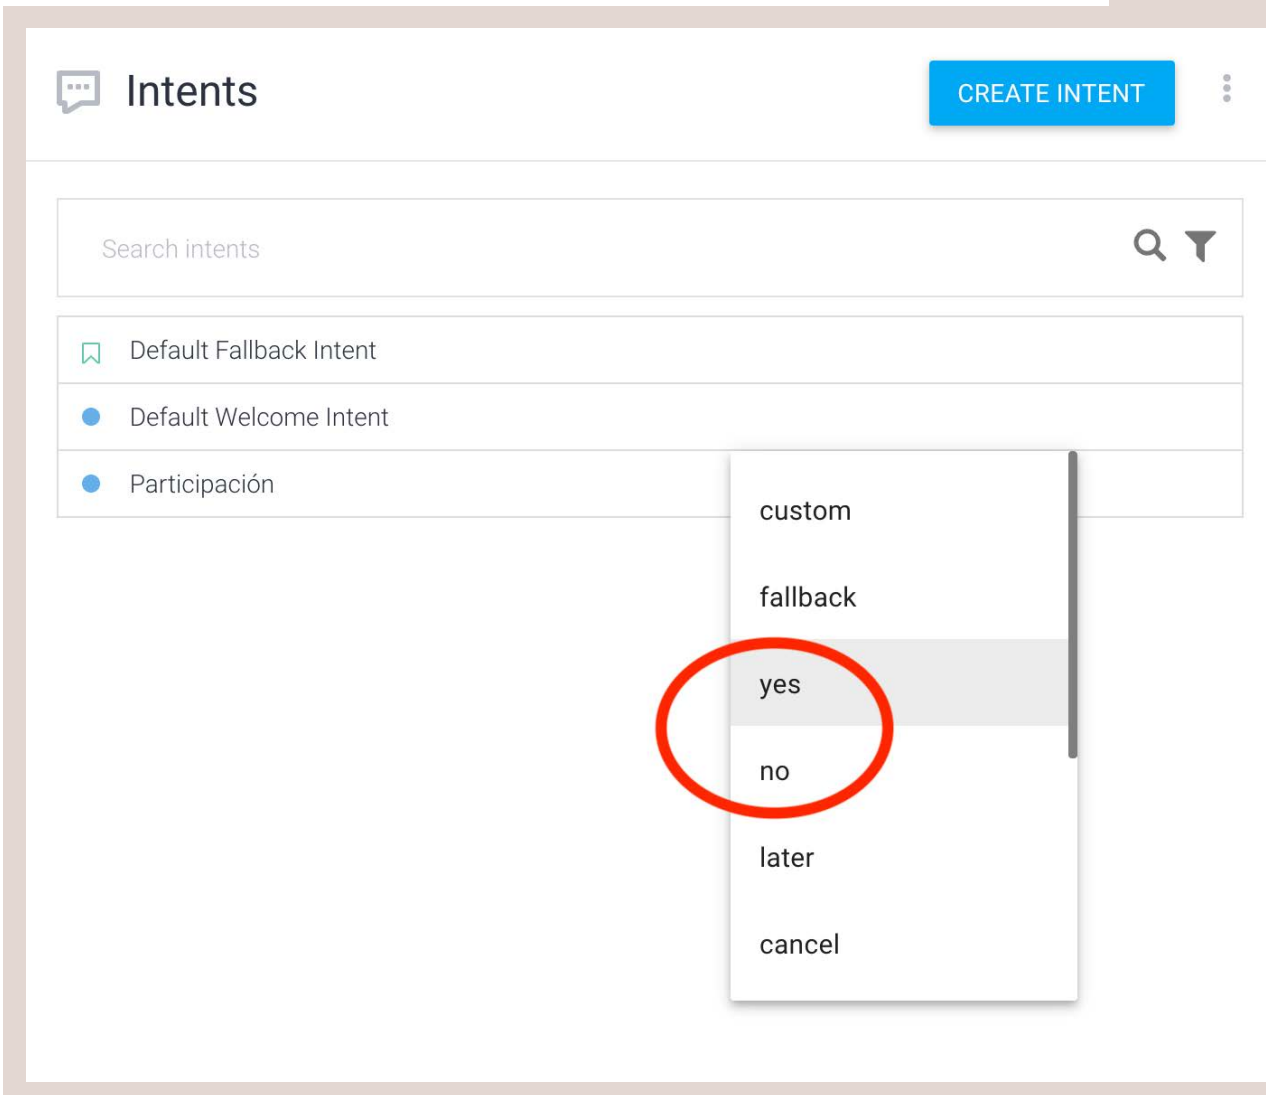 Intents
CREATE INTENT
Search intents
Default Fallback Intent
Default Welcome Intent
Participación
custom
fallback
yes
no
later
cancel